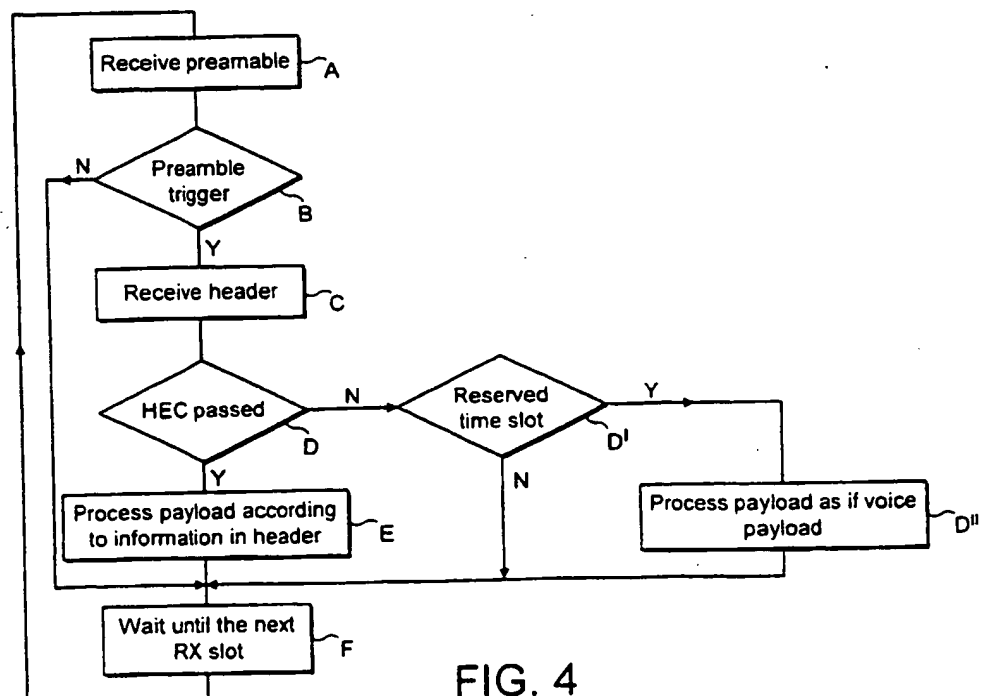 Receive preamable
A
N
Preamble
trigger
B
Y
Receive header
C
HEC passed
D
N
Reserved
time slot
D'
Y
Y
N
Process payload according
to information in header
E
Process payload as if voice
payload
D"
Wait until the next
RX slot
F
FIG. 4